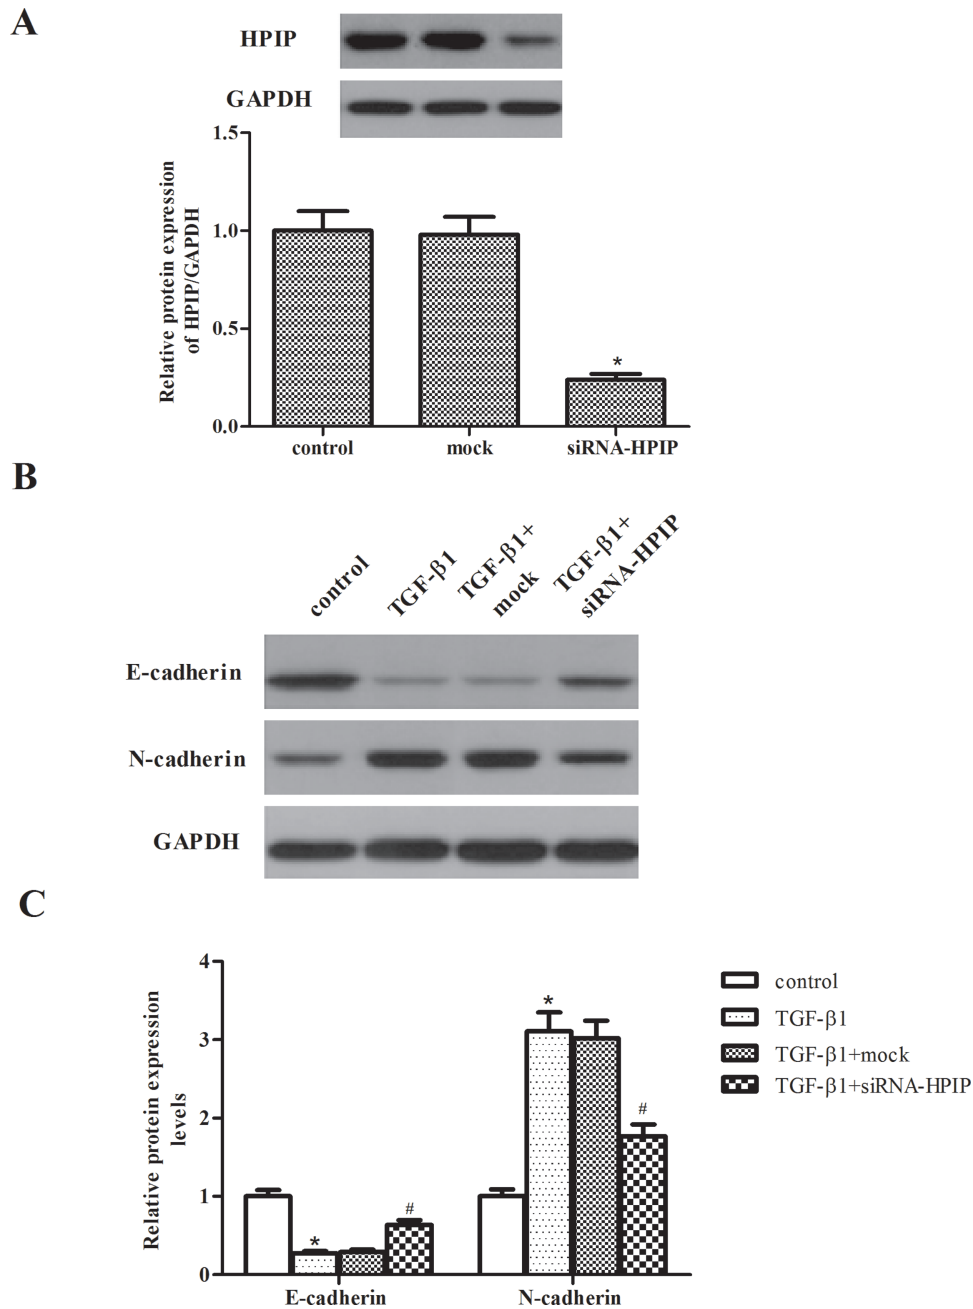 A
HPIP
GAPDH
Relative protein expression
of HPIP/GAPDH
1.5
1.0
0.5
0.0
*
control
mock
siRNA-HPIP
B
control
TGF-β1
TGF-β1+
mock
TGF-β1+
siRNA-HPIP
E-cadherin
N-cadherin
GAPDH
C
Relative protein expression
levels
4
3
2
1
0
*
#
*
#
E-cadherin
N-cadherin
control
TGF-β1
TGF-β1+mock
TGF-β1+siRNA-HPIP